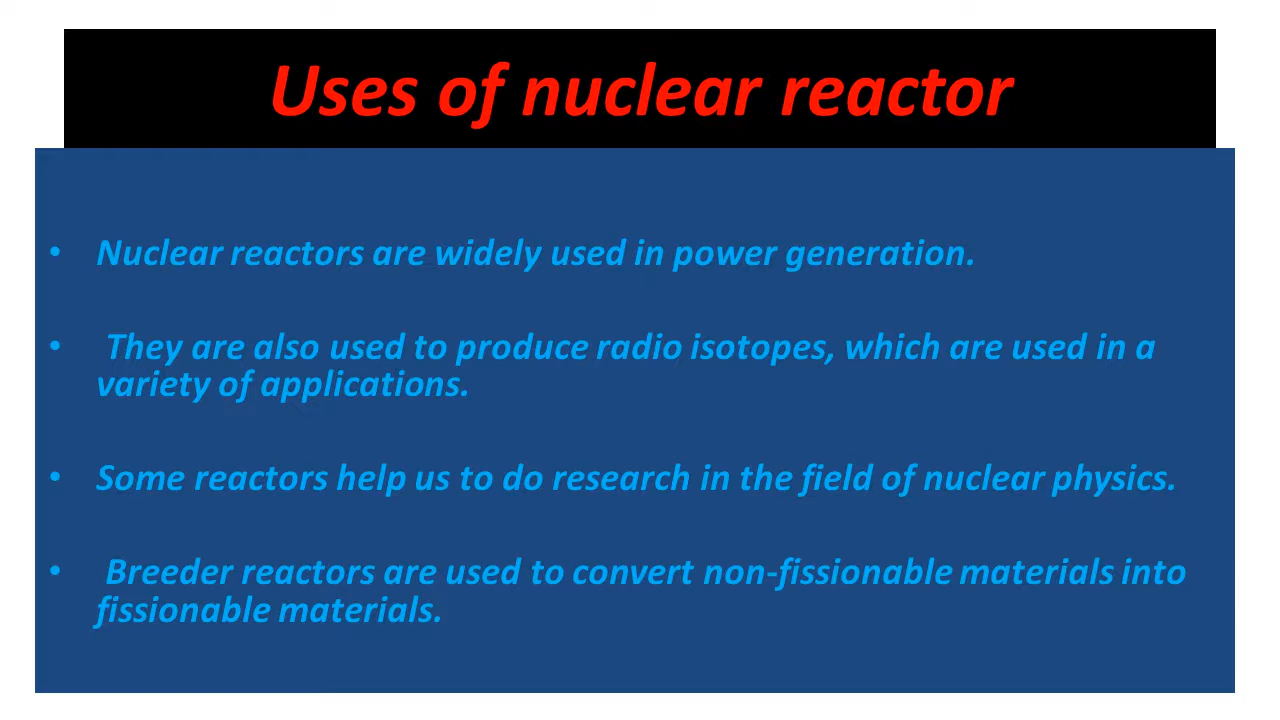 Uses of nuclear reactor
• Nuclear reactors are widely used in power generation.
• They are also used to produce radio isotopes, which are used in a
variety of applications.
• Some reactors help us to do research in the field of nuclear physics.
• Breeder reactors are used to convert non-fissionable materials into
fissionable materials.